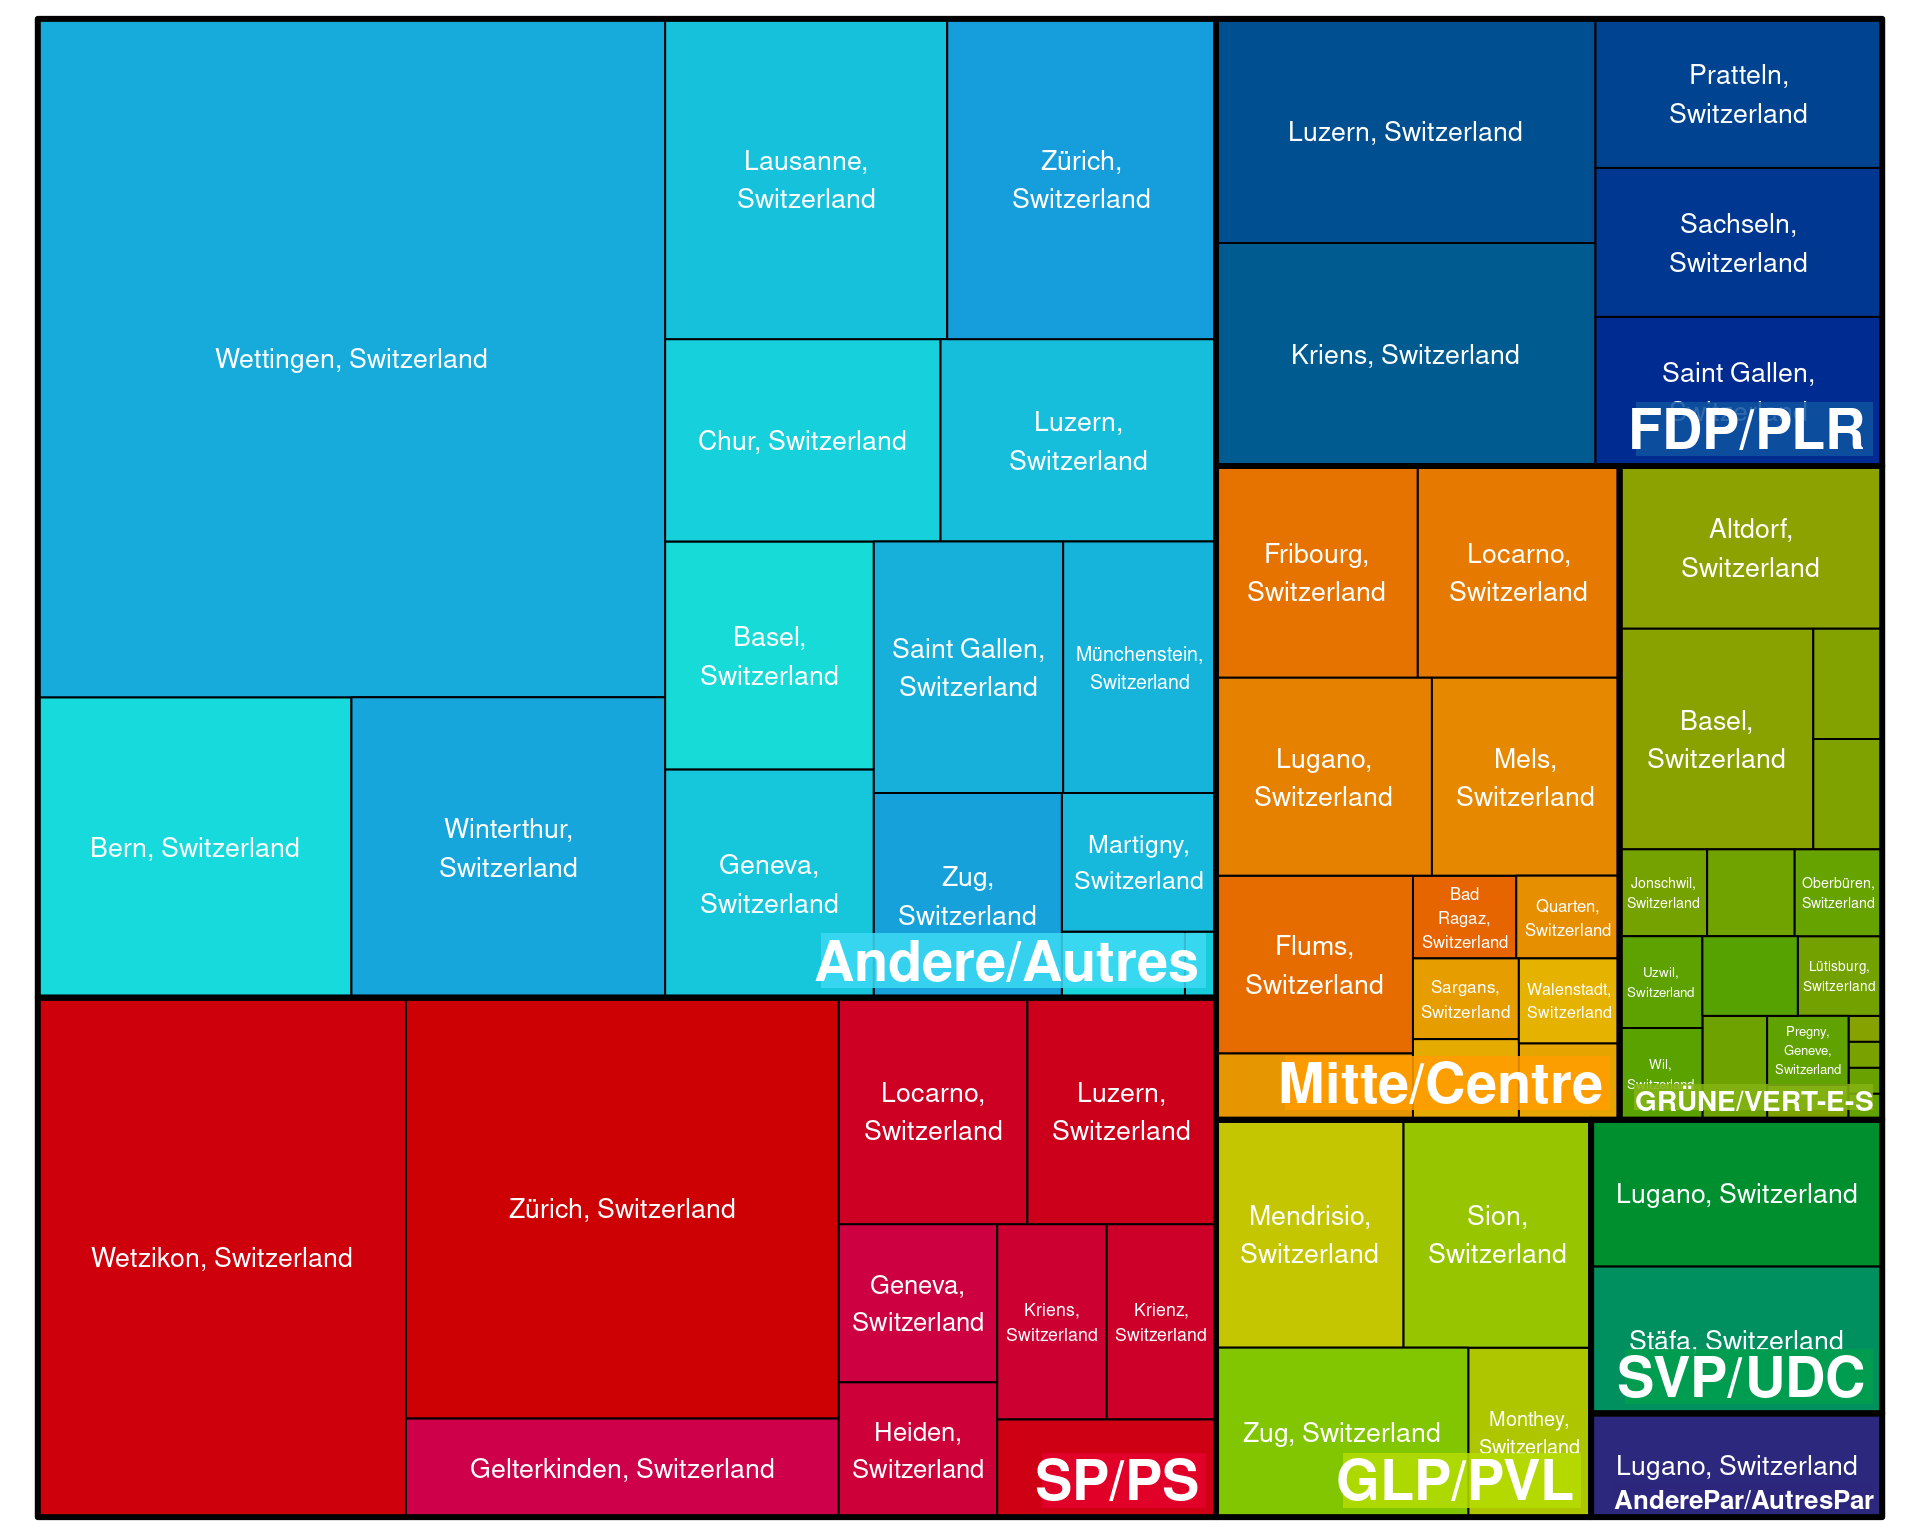 Wettingen, Switzerland
Lausanne,
Switzerland
Zürich,
Switzerland
Chur, Switzerland
Luzern,
Switzerland
Basel,
Switzerland
Saint Gallen,
Switzerland
Münchenstein,
Switzerland
Bern, Switzerland
Winterthur,
Switzerland
Geneva,
Switzerland
Zug,
Switzerland
Martigny,
Switzerland
Andere/Autres
Wetzikon, Switzerland
Zürich, Switzerland
Gelterkinden, Switzerland
Locarno,
Switzerland
Luzern,
Switzerland
Geneva,
Switzerland
Kriens,
Switzerland
Krienz,
Switzerland
Heiden,
Switzerland
SP/PS
Luzern, Switzerland
Kriens, Switzerland
Pratteln,
Switzerland
Sachseln,
Switzerland
Saint Gallen,
Switzerland
FDP/PLR
Fribourg,
Switzerland
Locarno,
Switzerland
Lugano,
Switzerland
Mels,
Switzerland
Flums,
Switzerland
Bad
Ragaz,
Switzerland
Quarten,
Switzerland
Sargans,
Switzerland
Walenstadt,
Switzerland
Mitte/Centre
Altdorf,
Switzerland
Basel,
Switzerland
Jonschwil,
Switzerland
Oberbüren,
Switzerland
Uzwil,
Switzerland
Lütisburg,
Switzerland
Wil,
Switzerland
Pregny,
Geneve,
Switzerland
GRÜNE/VERT-E-S
Mendrisio,
Switzerland
Sion,
Switzerland
Zug, Switzerland
Monthey,
Switzerland
GLP/PVL
Lugano, Switzerland
Stäfa, Switzerland
SVP/UDC
Lugano, Switzerland
AnderePar/AutresPar